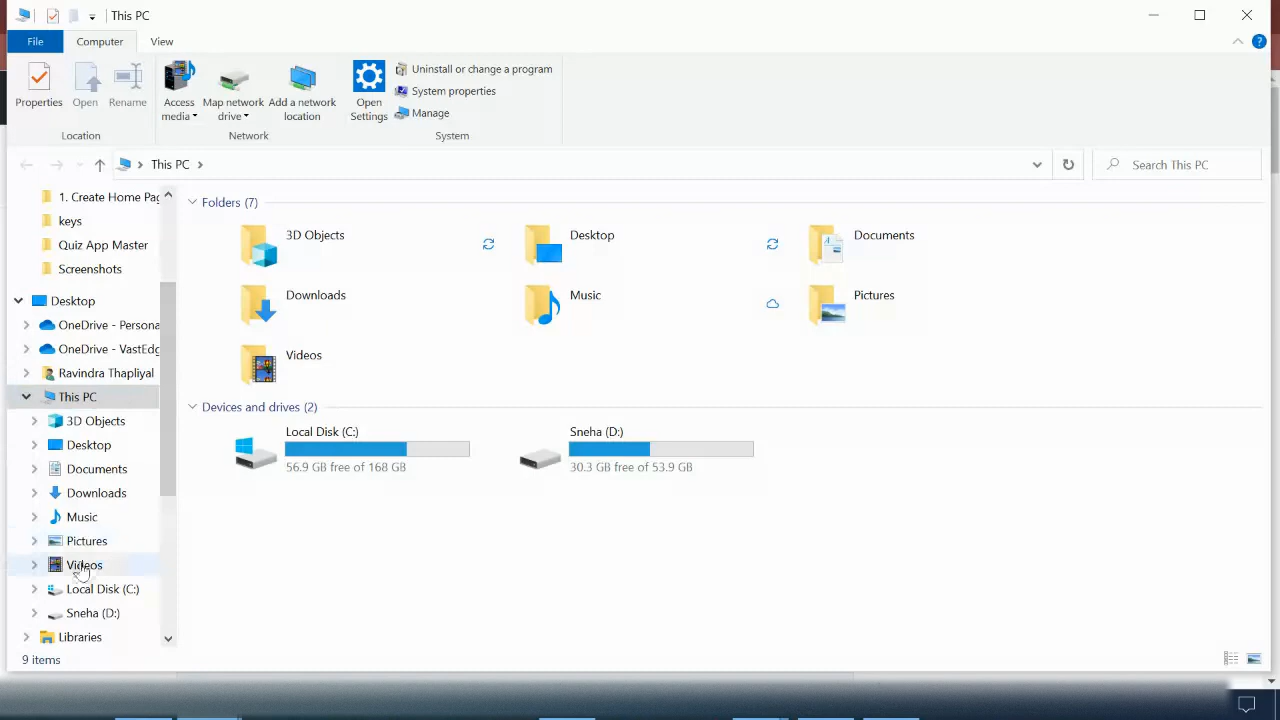 This PC
File
Computer
View
Properties
Open
Rename
Location
Access media
Map network drive
Add a network location
Network
Open Settings
Uninstall or change a program
System properties
Manage
System
This PC
Search This PC
1. Create Home Pag
keys
Quiz App Master
Screenshots
Desktop
OneDrive - Persona
OneDrive - VastEdg
Ravindra Thapliyal
This PC
3D Objects
Desktop
Documents
Downloads
Music
Pictures
Videos
Local Disk (C:)
Sneha (D:)
Libraries
Folders (7)
3D Objects
Desktop
Documents
Downloads
Music
Pictures
Videos
Devices and drives (2)
Local Disk (C:)
56.9 GB free of 168 GB
Sneha (D:)
30.3 GB free of 53.9 GB
9 items